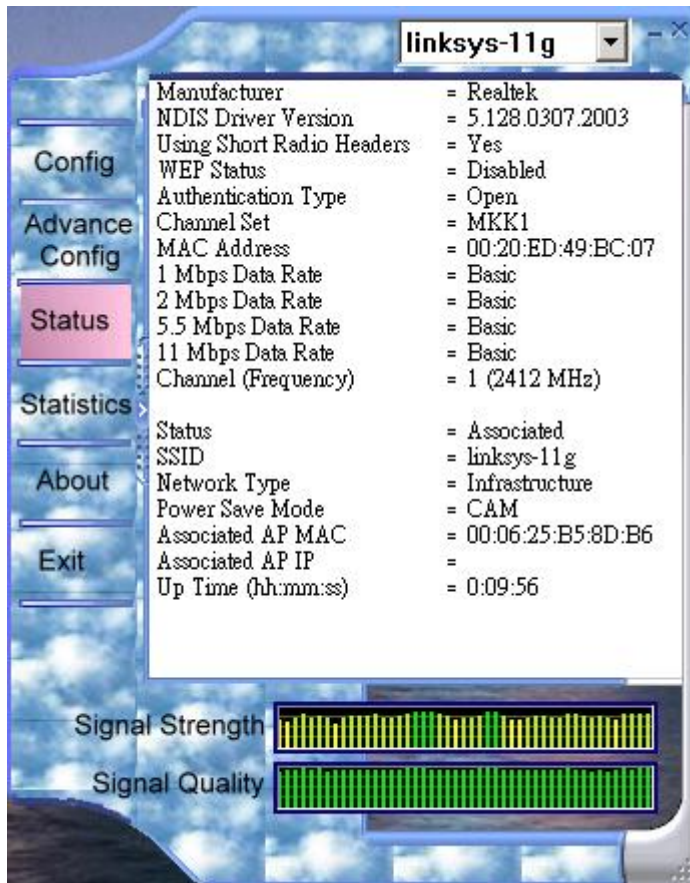 linksys-11g
Config
Advance
Config
Status
Statistics
About
Exit
Manufacturer = Realtek
NDIS Driver Version = 5.128.0307.2003
Using Short Radio Headers = Yes
WEP Status = Disabled
Authentication Type = Open
Channel Set = MKK1
MAC Address = 00:20:ED:49:BC:07
1 Mbps Data Rate = Basic
2 Mbps Data Rate = Basic
5.5 Mbps Data Rate = Basic
11 Mbps Data Rate = Basic
Channel (Frequency) = 1 (2412 MHz)
Status = Associated
SSID = linksys-11g
Network Type = Infrastructure
Power Save Mode = CAM
Associated AP MAC = 00:06:25:B5:8D:B6
Associated AP IP =
Up Time (hh:mm:ss) = 0:09:56
Signal Strength
Signal Quality